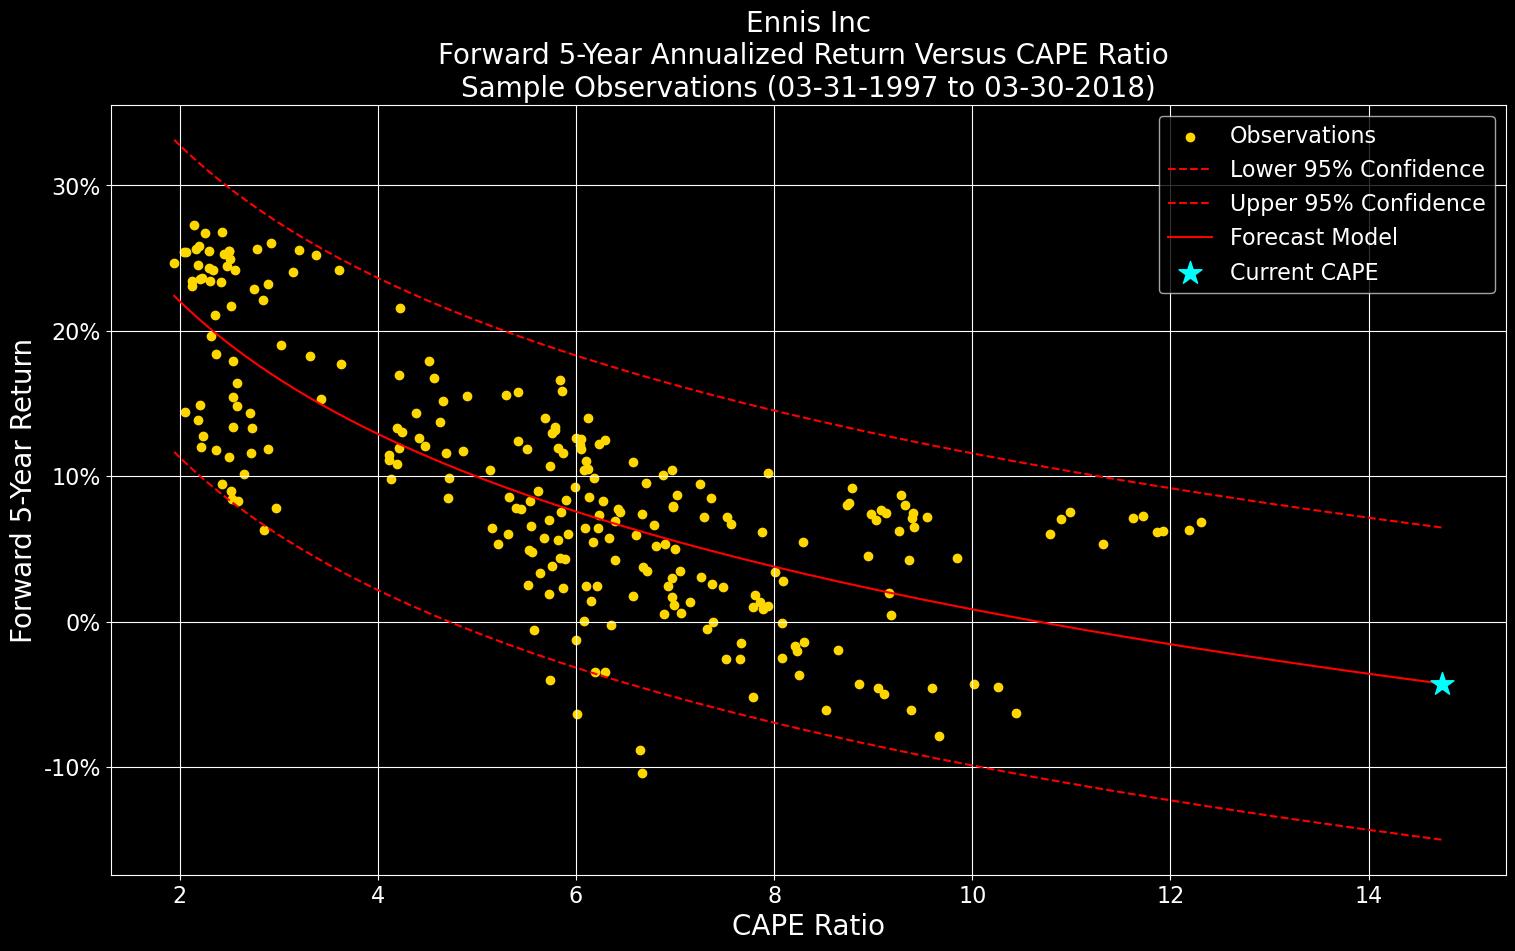 Ennis Inc
Forward 5-Year Annualized Return Versus CAPE Ratio
Sample Observations (03-31-1997 to 03-30-2018)
Observations
Lower 95% Confidence
Upper 95% Confidence
Forecast Model
Current CAPE
Forward 5-Year Return
30%
20%
10%
0%
-10%
2 4 6 8 10 12 14
CAPE Ratio